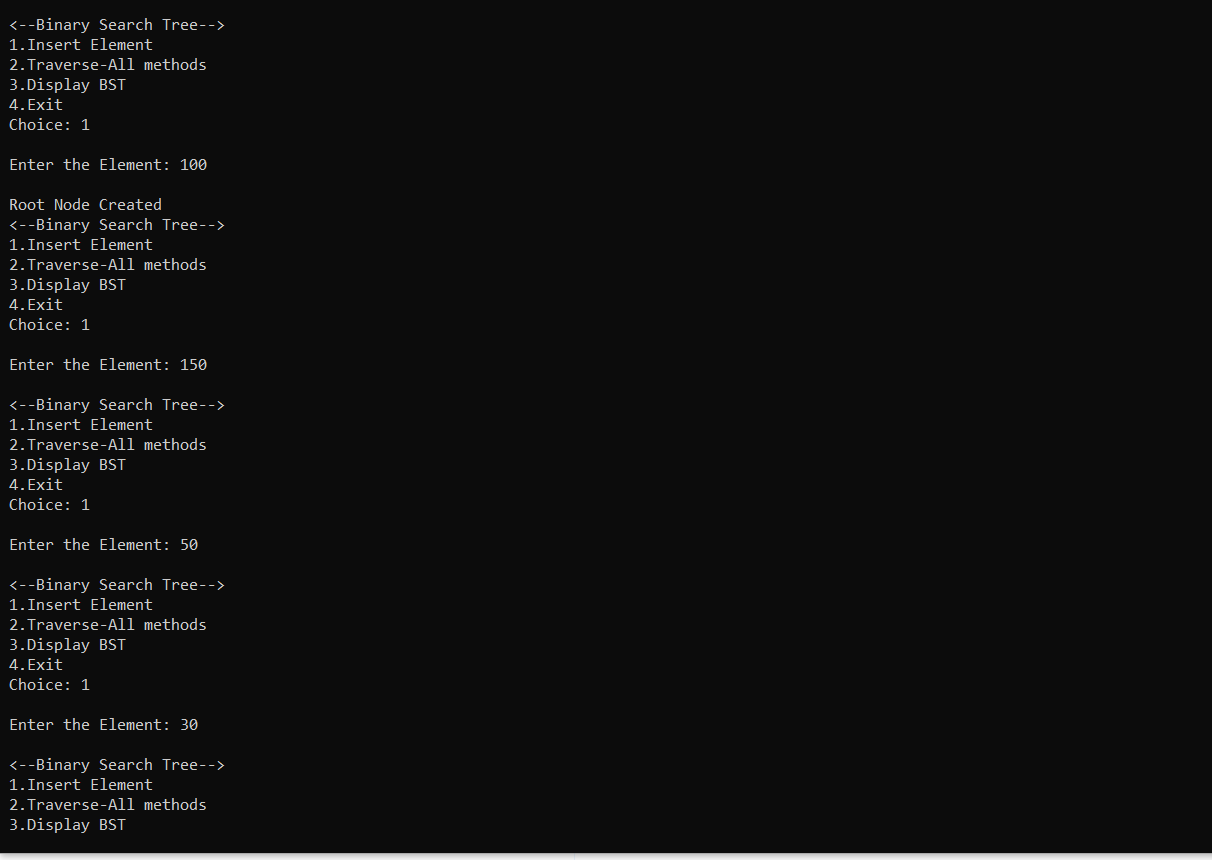 <--Binary Search Tree-->
1.Insert Element
2.Traverse-All methods
3.Display BST
4.Exit
Choice: 1
Enter the Element: 100
Root Node Created
<--Binary Search Tree-->
1.Insert Element
2.Traverse-All methods
3.Display BST
4.Exit
Choice: 1
Enter the Element: 150
<--Binary Search Tree-->
1.Insert Element
2.Traverse-All methods
3.Display BST
4.Exit
Choice: 1
Enter the Element: 50
<--Binary Search Tree-->
1.Insert Element
2.Traverse-All methods
3.Display BST
4.Exit
Choice: 1
Enter the Element: 30
<--Binary Search Tree-->
1.Insert Element
2.Traverse-All methods
3.Display BST